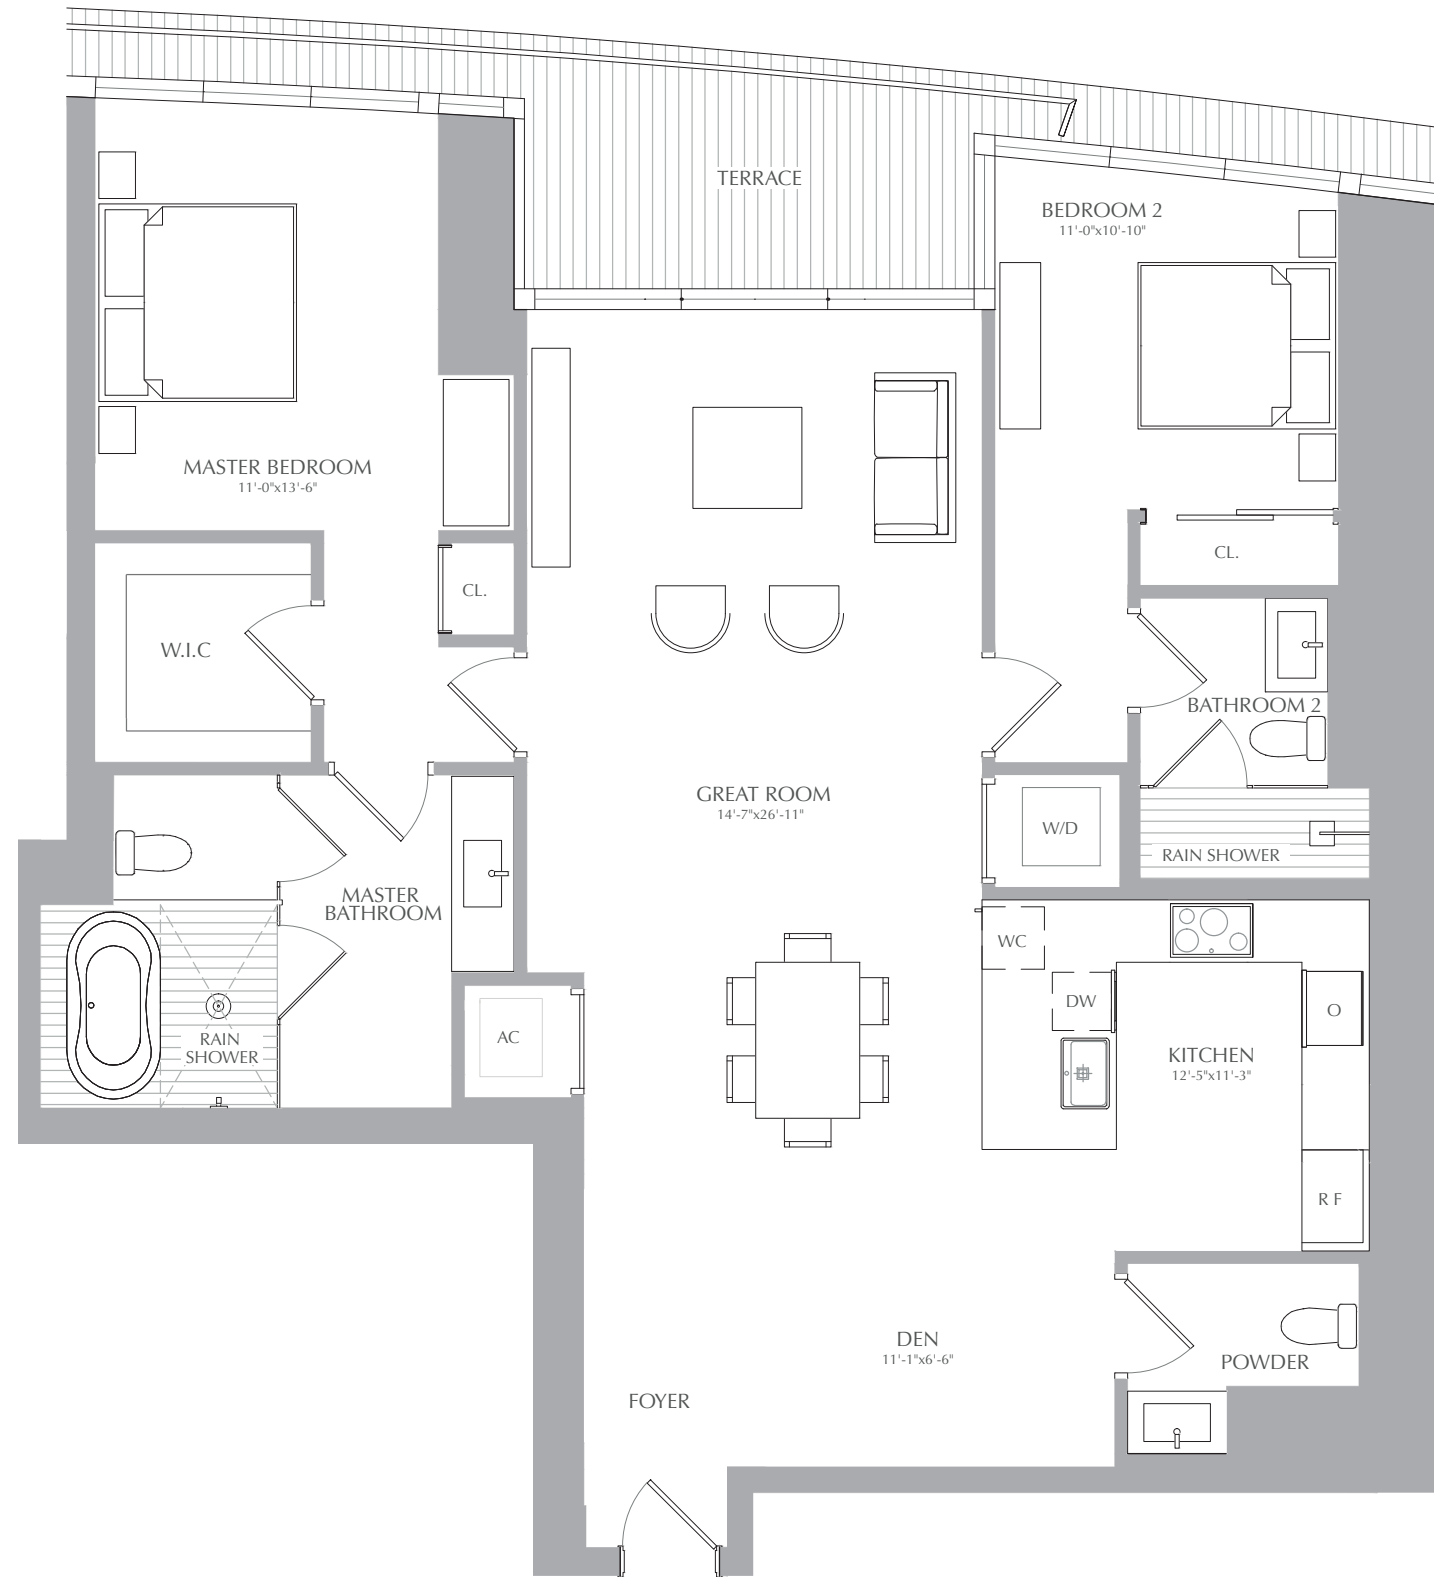 TERRACE
BEDROOM 2
11'-0"x10'-10"
MASTER BEDROOM
11'-0"x13'-6"
CL.
CL.
W.I.C
BATHROOM 2
GREAT ROOM
14'-7"x26'-11"
W/D
RAIN SHOWER
MASTER
BATHROOM
WC
DW
O
RAIN
SHOWER
AC
KITCHEN
12'-5"x11'-3"
R F
DEN
11'-1"x6'-6"
POWDER
FOYER